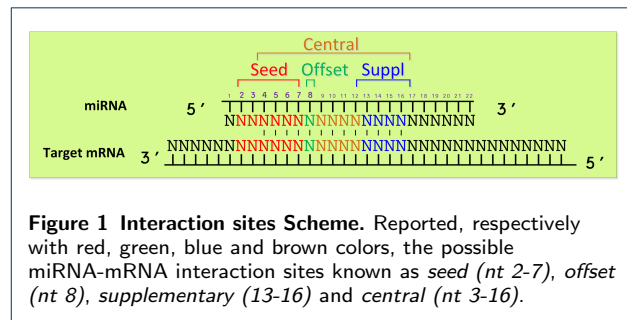 Central
Seed Offset Suppl
1 2 3 4 5 6 7 8 9 10 11 12 13 14 15 16 17 18 19 20 21 22
miRNA 5 ′ 3 ′
NNNNNNNNNNNNNNNNNNNNNN
Target mRNA 3 ′ NNNNNNNNNNNNNNNNNNNNNNNNNNNNNNNNNNNN
5 ′
Figure 1 Interaction sites Scheme. Reported, respectively
with red, green, blue and brown colors, the possible
miRNA-mRNA interaction sites known as seed (nt 2-7), offset
(nt 8), supplementary (13-16) and central (nt 3-16).